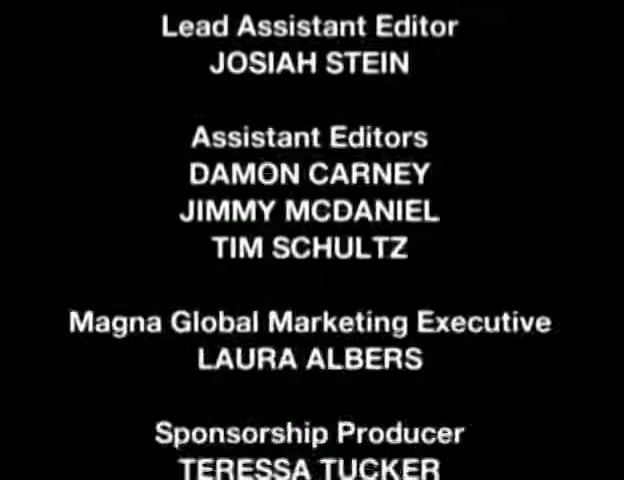 Lead Assistant Editor
JOSIAH STEIN
Assistant Editors
DAMON CARNEY
JIMMY MCDANIEL
TIM SCHULTZ
Magna Global Marketing Executive
LAURA ALBERS
Sponsorship Producer
TERESSA TUCKER